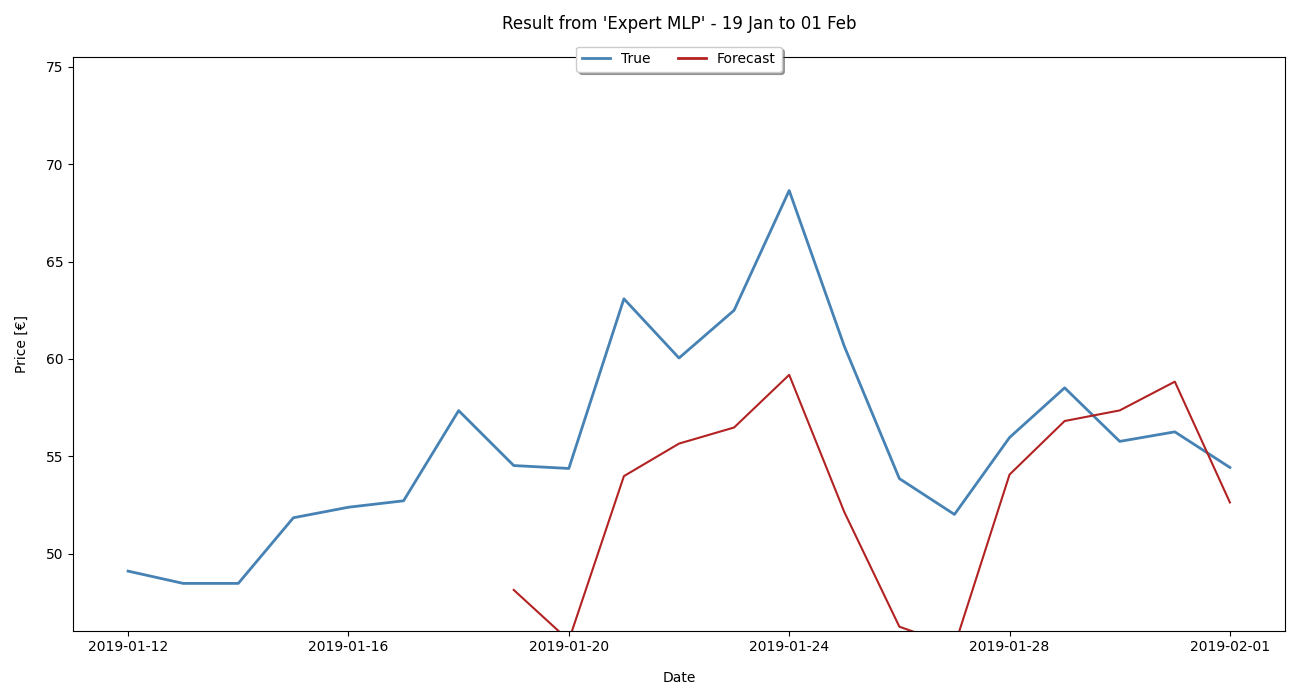 Result from 'Expert MLP' - 19 Jan to 01 Feb
True Forecast
75
70
65
60
55
50
Price [€]
2019-01-12 2019-01-16 2019-01-20 2019-01-24 2019-01-28 2019-02-01
Date